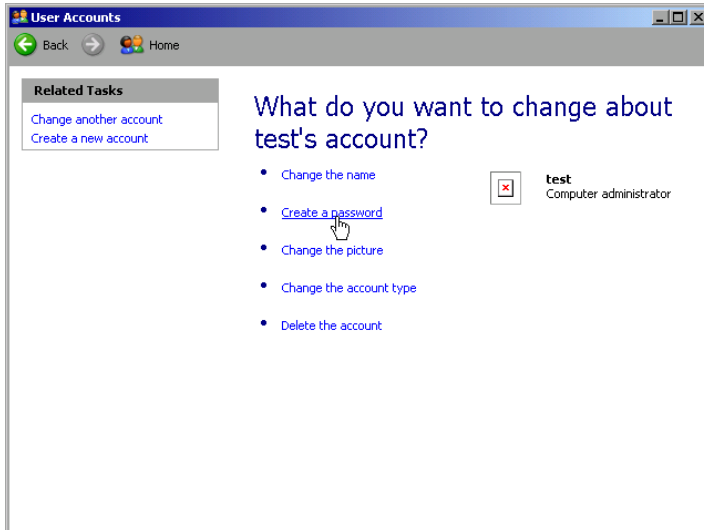 User Accounts
Back
Home
Related Tasks
Change another account
Create a new account
What do you want to change about
test's account?
Change the name
Create a password
Change the picture
Change the account type
Delete the account
test
Computer administrator